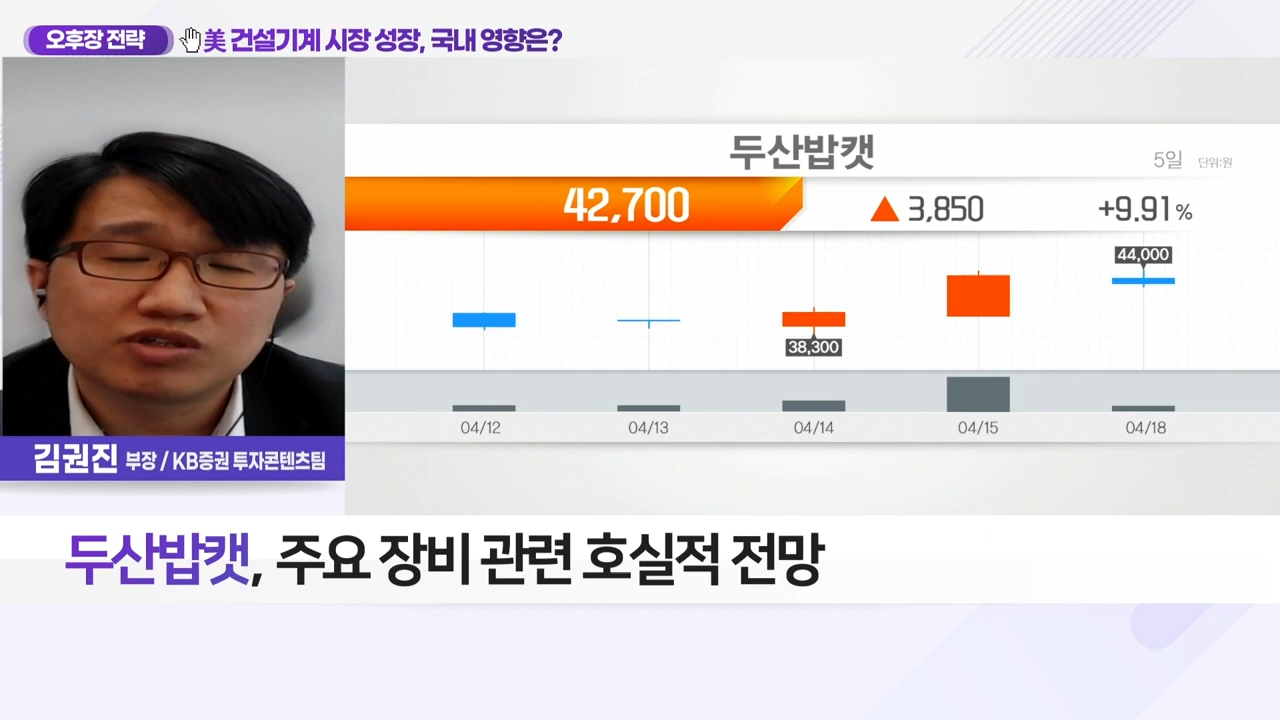 오후장 전략
美 건설기계 시장 성장, 국내 영향은?
두산밥캣
5일 단위:원
42,700 ▲ 3,850 +9.91%
44,000
38,300
04/12 04/13 04/14 04/15 04/18
김권진 부장 / KB증권 투자콘텐츠팀
두산밥캣, 주요 장비 관련 호실적 전망